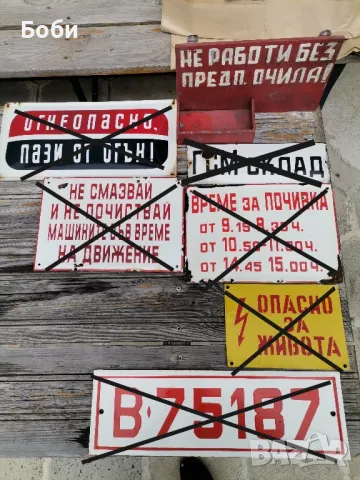 Боби
НЕ РАБОТИ БЕЗ
ПРЕДП. ОЧИЛА!
ОГНЕОПАСНО,
ПАЗИ ОТ ОГЪН!
ГСМ СКЛАД
НЕ СМАЗВАЙ
И НЕ ПОЧИСТВАЙ
МАШИНИТЕ ВЪВ ВРЕМЕ
НА ДВИЖЕНИЕ
ВРЕМЕ ЗА ПОЧИВКА
ОТ 9.15 9.30Ч.
ОТ 10.50 11.00Ч.
ОТ 14.45 15.00Ч.
ОПАСНО
ЗА
ЖИВОТА
В·75187
BAZAR